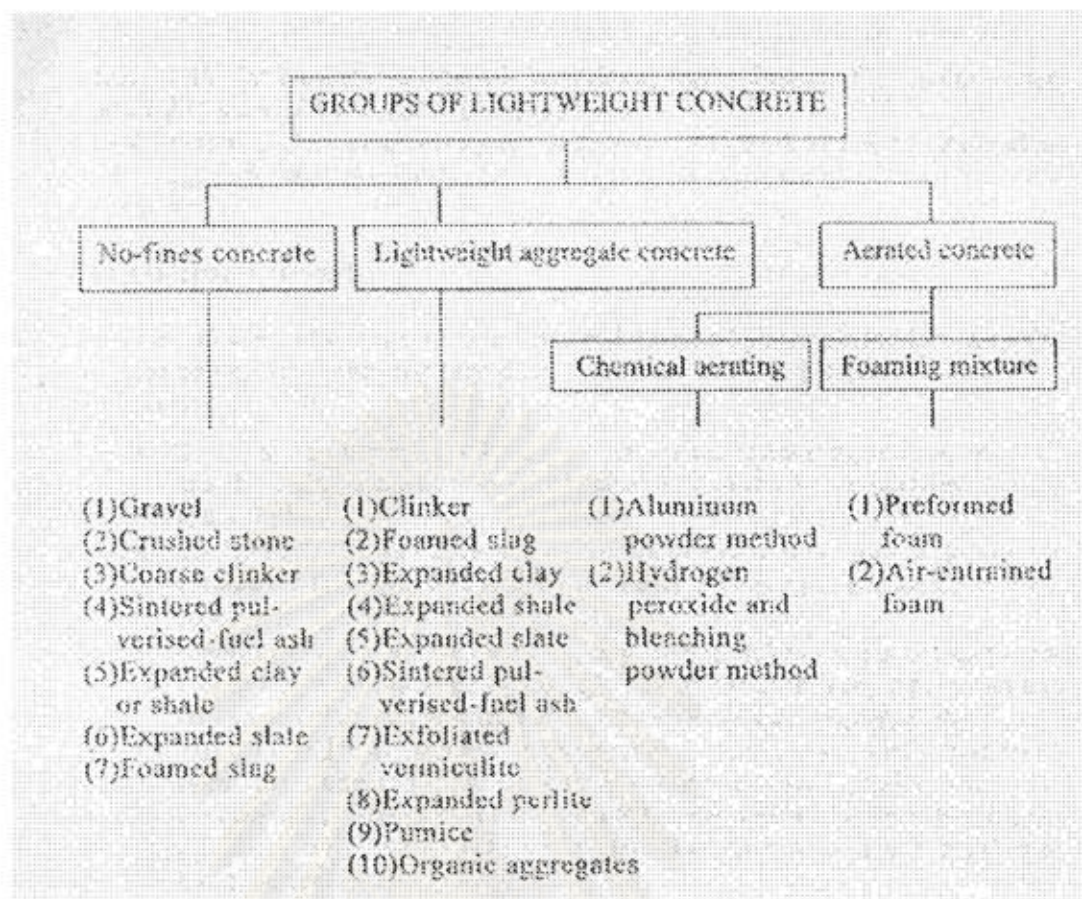 GROUPS OF LIGHTWEIGHT CONCRETE
No-fines concrete
Lightweight aggregate concrete
Aerated concrete
Chemical aerating
Foaming mixture
(1)Gravel
(2)Crushed stone
(3)Coarse clinker
(4)Sintered pul-
verised-fuel ash
(5)Expanded clay
or shale
(6)Expanded slate
(7)Foamed slag
(1)Clinker
(2)Foamed slag
(3)Expanded clay
(4)Expanded shale
(5)Expanded slate
(6)Sintered pul-
verised-fuel ash
(7)Exfoliated
vermiculite
(8)Expanded perlite
(9)Pumice
(10)Organic aggregates
(1)Aluminum
powder method
(2)Hydrogen
peroxide and
bleaching
powder method
(1)Preformed
foam
(2)Air-entrained
foam